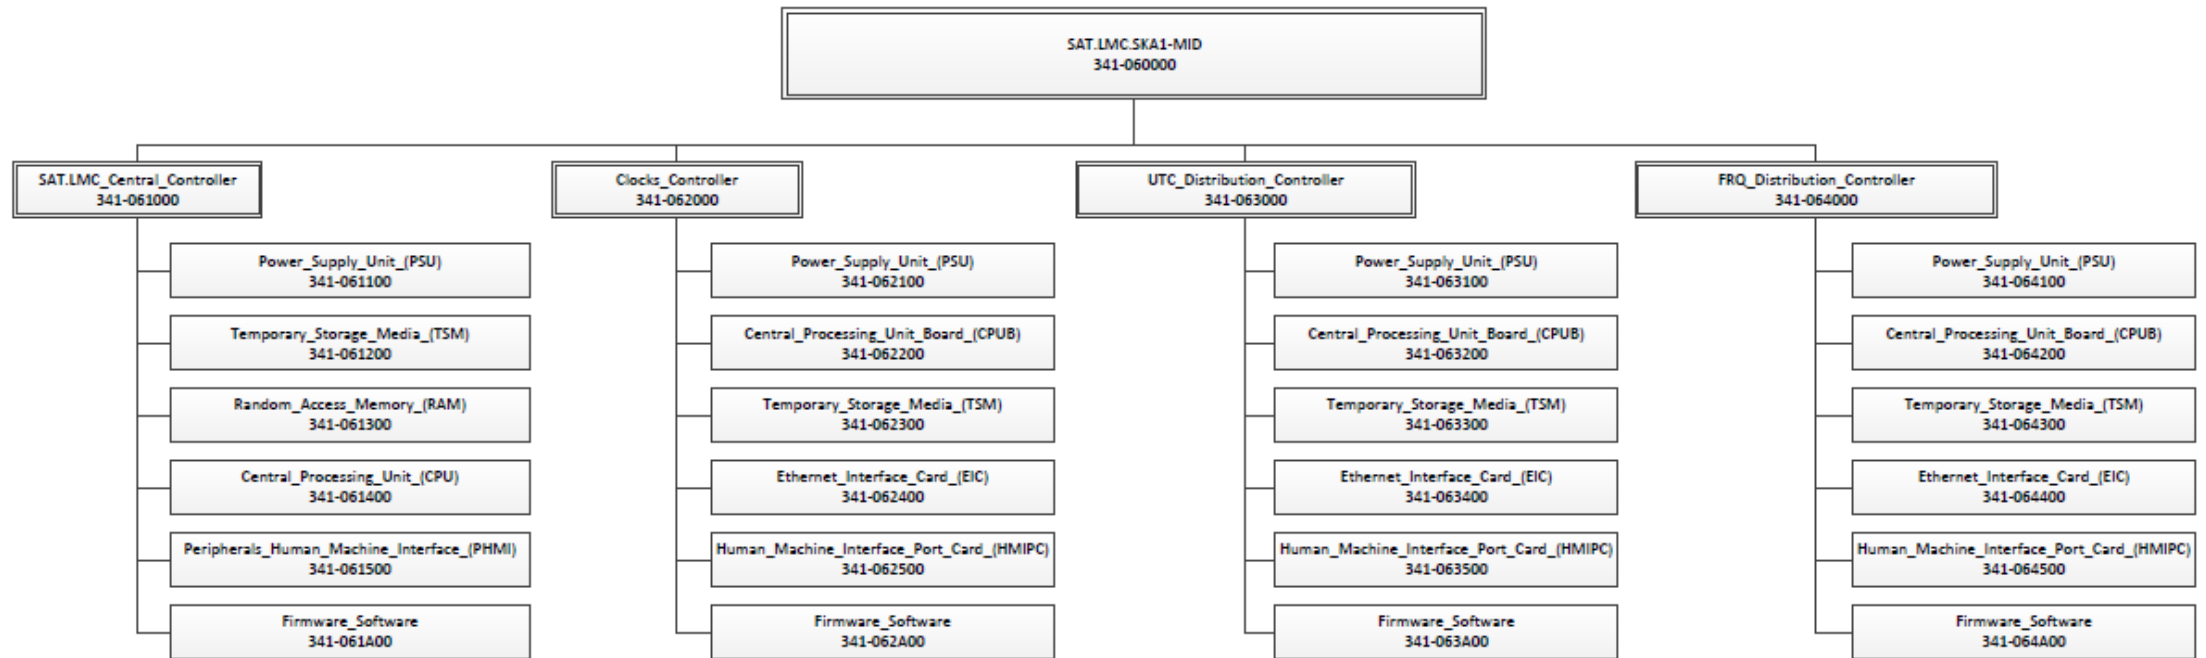 SAT.LMC.SKA1-MID
341-060000
SAT.LMC_Central_Controller
341-061000
Clocks_Controller
341-062000
UTC_Distribution_Controller
341-063000
FRQ_Distribution_Controller
341-064000
Power_Supply_Unit_(PSU)
341-061100
Temporary_Storage_Media_(TSM)
341-061200
Random_Access_Memory_(RAM)
341-061300
Central_Processing_Unit_(CPU)
341-061400
Peripherals_Human_Machine_Interface_(PHMI)
341-061500
Firmware_Software
341-061A00
Power_Supply_Unit_(PSU)
341-062100
Central_Processing_Unit_Board_(CPUB)
341-062200
Temporary_Storage_Media_(TSM)
341-062300
Ethernet_Interface_Card_(EIC)
341-062400
Human_Machine_Interface_Port_Card_(HMIPC)
341-062500
Firmware_Software
341-062A00
Power_Supply_Unit_(PSU)
341-063100
Central_Processing_Unit_Board_(CPUB)
341-063200
Temporary_Storage_Media_(TSM)
341-063300
Ethernet_Interface_Card_(EIC)
341-063400
Human_Machine_Interface_Port_Card_(HMIPC)
341-063500
Firmware_Software
341-063A00
Power_Supply_Unit_(PSU)
341-064100
Central_Processing_Unit_Board_(CPUB)
341-064200
Temporary_Storage_Media_(TSM)
341-064300
Ethernet_Interface_Card_(EIC)
341-064400
Human_Machine_Interface_Port_Card_(HMIPC)
341-064500
Firmware_Software
341-064A00